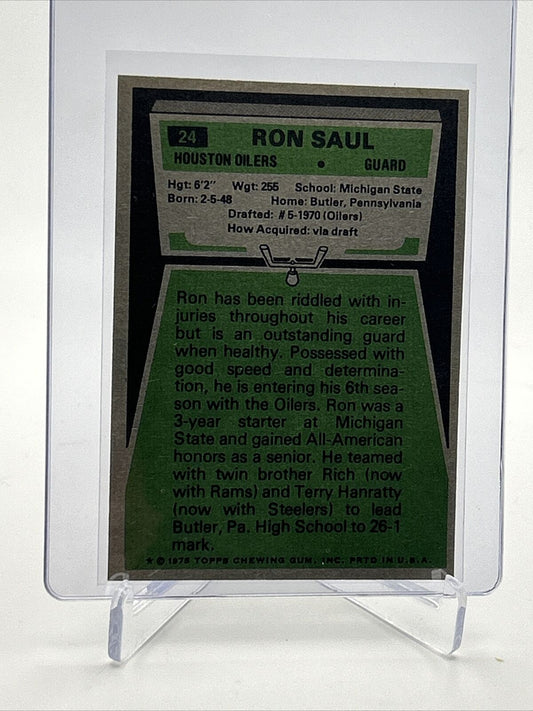 24 RON SAUL
HOUSTON OILERS • GUARD
Hgt: 6'2" Wgt: 255 School: Michigan State
Born: 2-5-48 Home: Butler, Pennsylvania
Drafted: #5-1970 (Oilers)
How Acquired: via draft
Ron has been riddled with in-
juries throughout his career
but is an outstanding guard
when healthy. Possessed with
good speed and determina-
tion, he is entering his 6th sea-
son with the Oilers. Ron was a
3-year starter at Michigan
State and gained All-American
honors as a senior. He teamed
with twin brother Rich (now
with Rams) and Terry Hanratty
(now with Steelers) to lead
Butler, Pa. High School to 26-1
mark.
★ © 1975 TOPPS CHEWING GUM, INC. PRTD IN U.S.A.